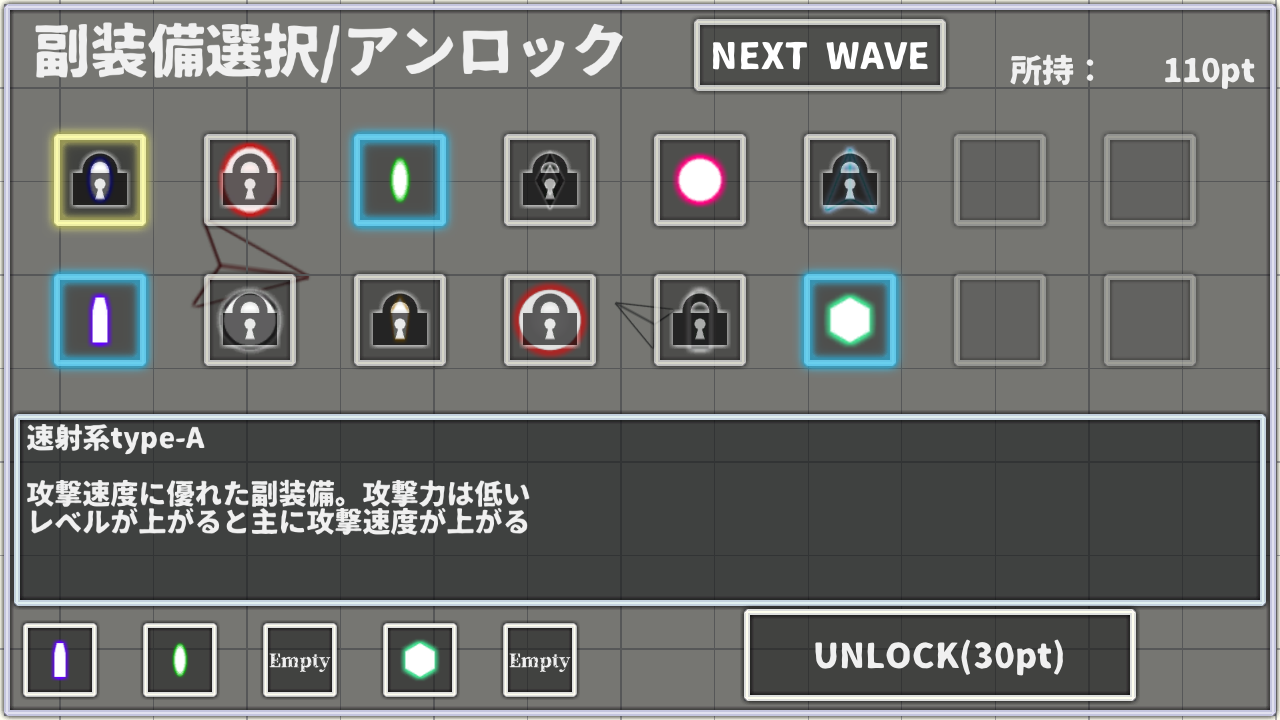 副装備選択/アンロック
NEXT WAVE
所持： 110pt
速射系type-A
攻撃速度に優れた副装備。攻撃力は低い
レベルが上がると主に攻撃速度が上がる
Empty
Empty
UNLOCK(30pt)